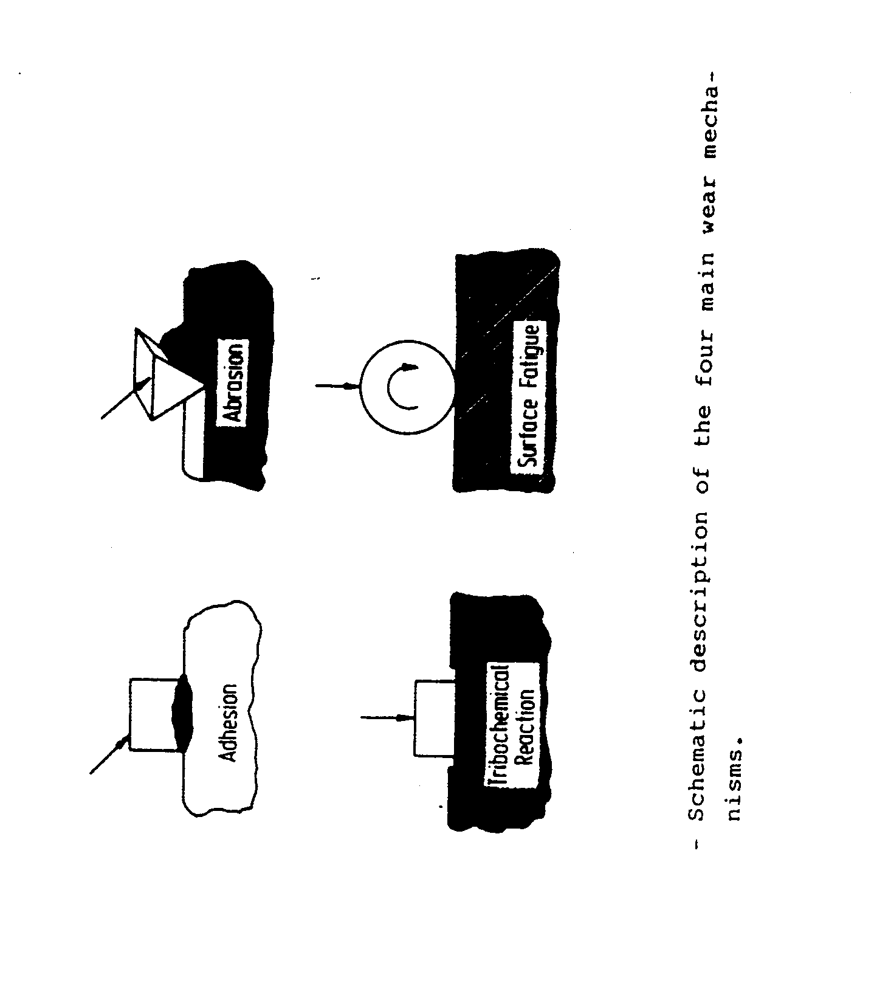 Adhesion
Abrasion
Tribochemical
Reaction
Surface Fatigue
- Schematic description of the four main wear mecha-
nisms.